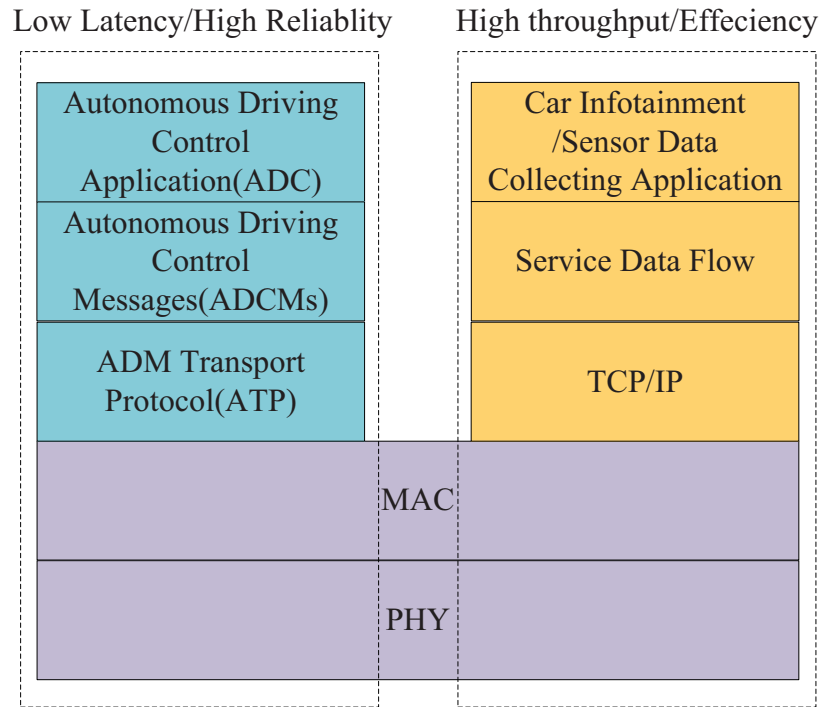 Low Latency/High Reliablity
High throughput/Effeciency
Autonomous Driving
Control
Application(ADC)
Autonomous Driving
Control
Messages(ADCMs)
ADM Transport
Protocol(ATP)
Car Infotainment
/Sensor Data
Collecting Application
Service Data Flow
TCP/IP
MAC
PHY